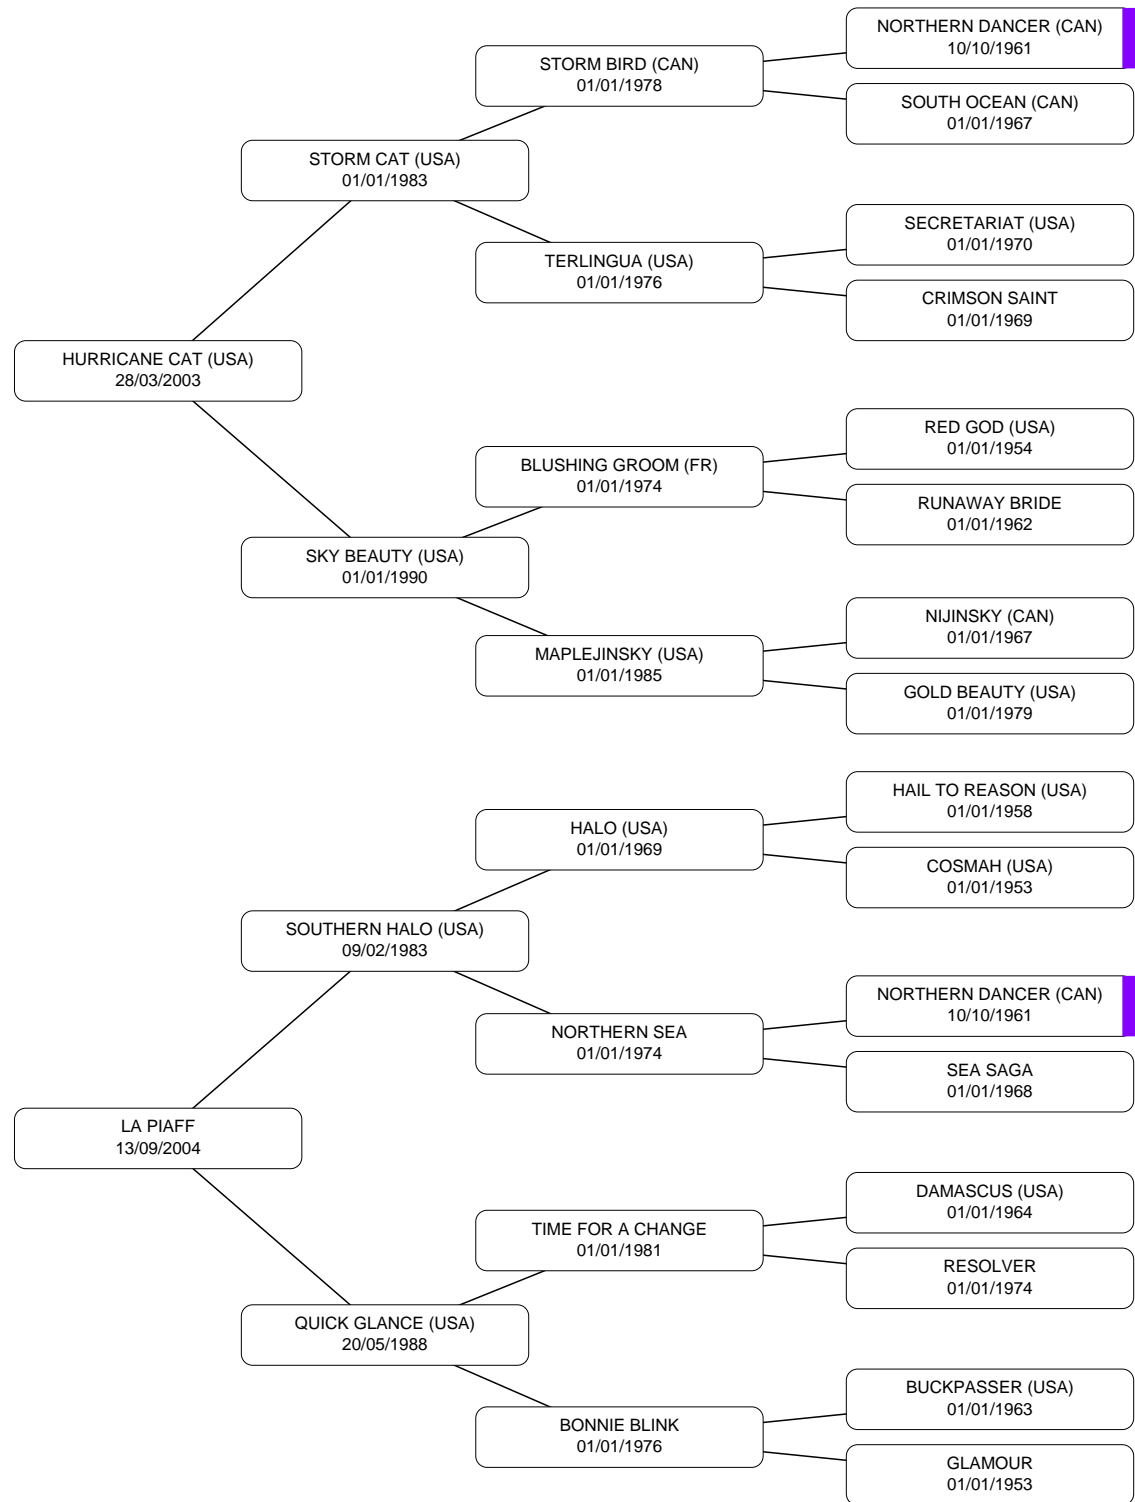 NORTHERN DANCER (CAN)
10/10/1961
STORM BIRD (CAN)
01/01/1978
SOUTH OCEAN (CAN)
01/01/1967
STORM CAT (USA)
01/01/1983
SECRETARIAT (USA)
01/01/1970
TERLINGUA (USA)
01/01/1976
CRIMSON SAINT
01/01/1969
HURRICANE CAT (USA)
28/03/2003
RED GOD (USA)
01/01/1954
BLUSHING GROOM (FR)
01/01/1974
RUNAWAY BRIDE
01/01/1962
SKY BEAUTY (USA)
01/01/1990
NIJINSKY (CAN)
01/01/1967
MAPLEJINSKY (USA)
01/01/1985
GOLD BEAUTY (USA)
01/01/1979
HAIL TO REASON (USA)
01/01/1958
HALO (USA)
01/01/1969
COSMAH (USA)
01/01/1953
SOUTHERN HALO (USA)
09/02/1983
NORTHERN DANCER (CAN)
10/10/1961
NORTHERN SEA
01/01/1974
SEA SAGA
01/01/1968
LA PIAFF
13/09/2004
DAMASCUS (USA)
01/01/1964
TIME FOR A CHANGE
01/01/1981
RESOLVER
01/01/1974
QUICK GLANCE (USA)
20/05/1988
BUCKPASSER (USA)
01/01/1963
BONNIE BLINK
01/01/1976
GLAMOUR
01/01/1953